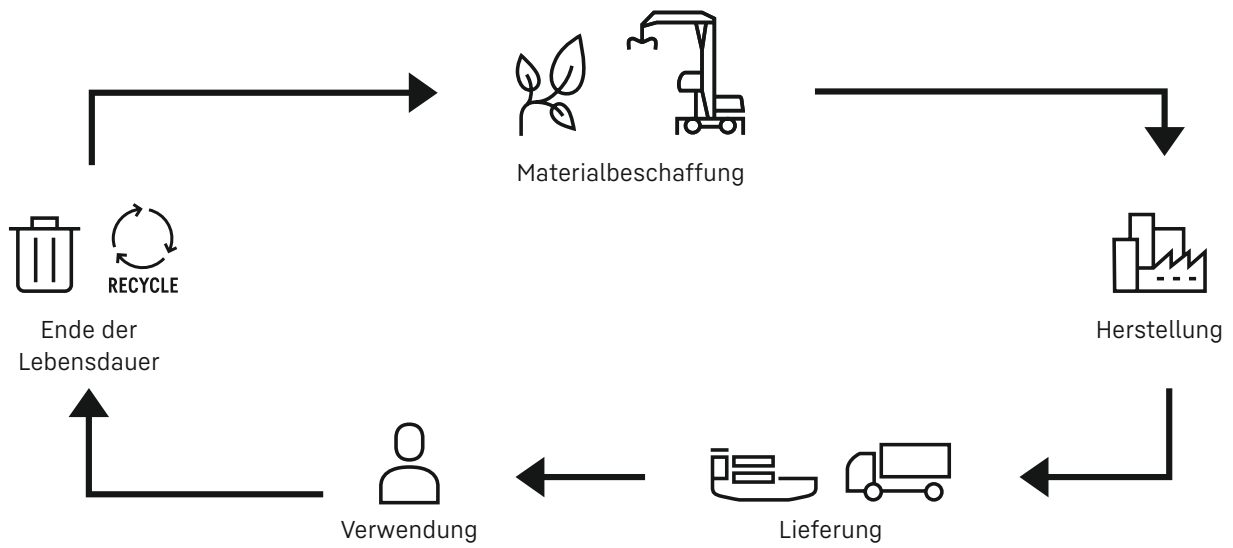 Materialbeschaffung
RECYCLE
Ende der
Lebensdauer
Herstellung
Verwendung
Lieferung